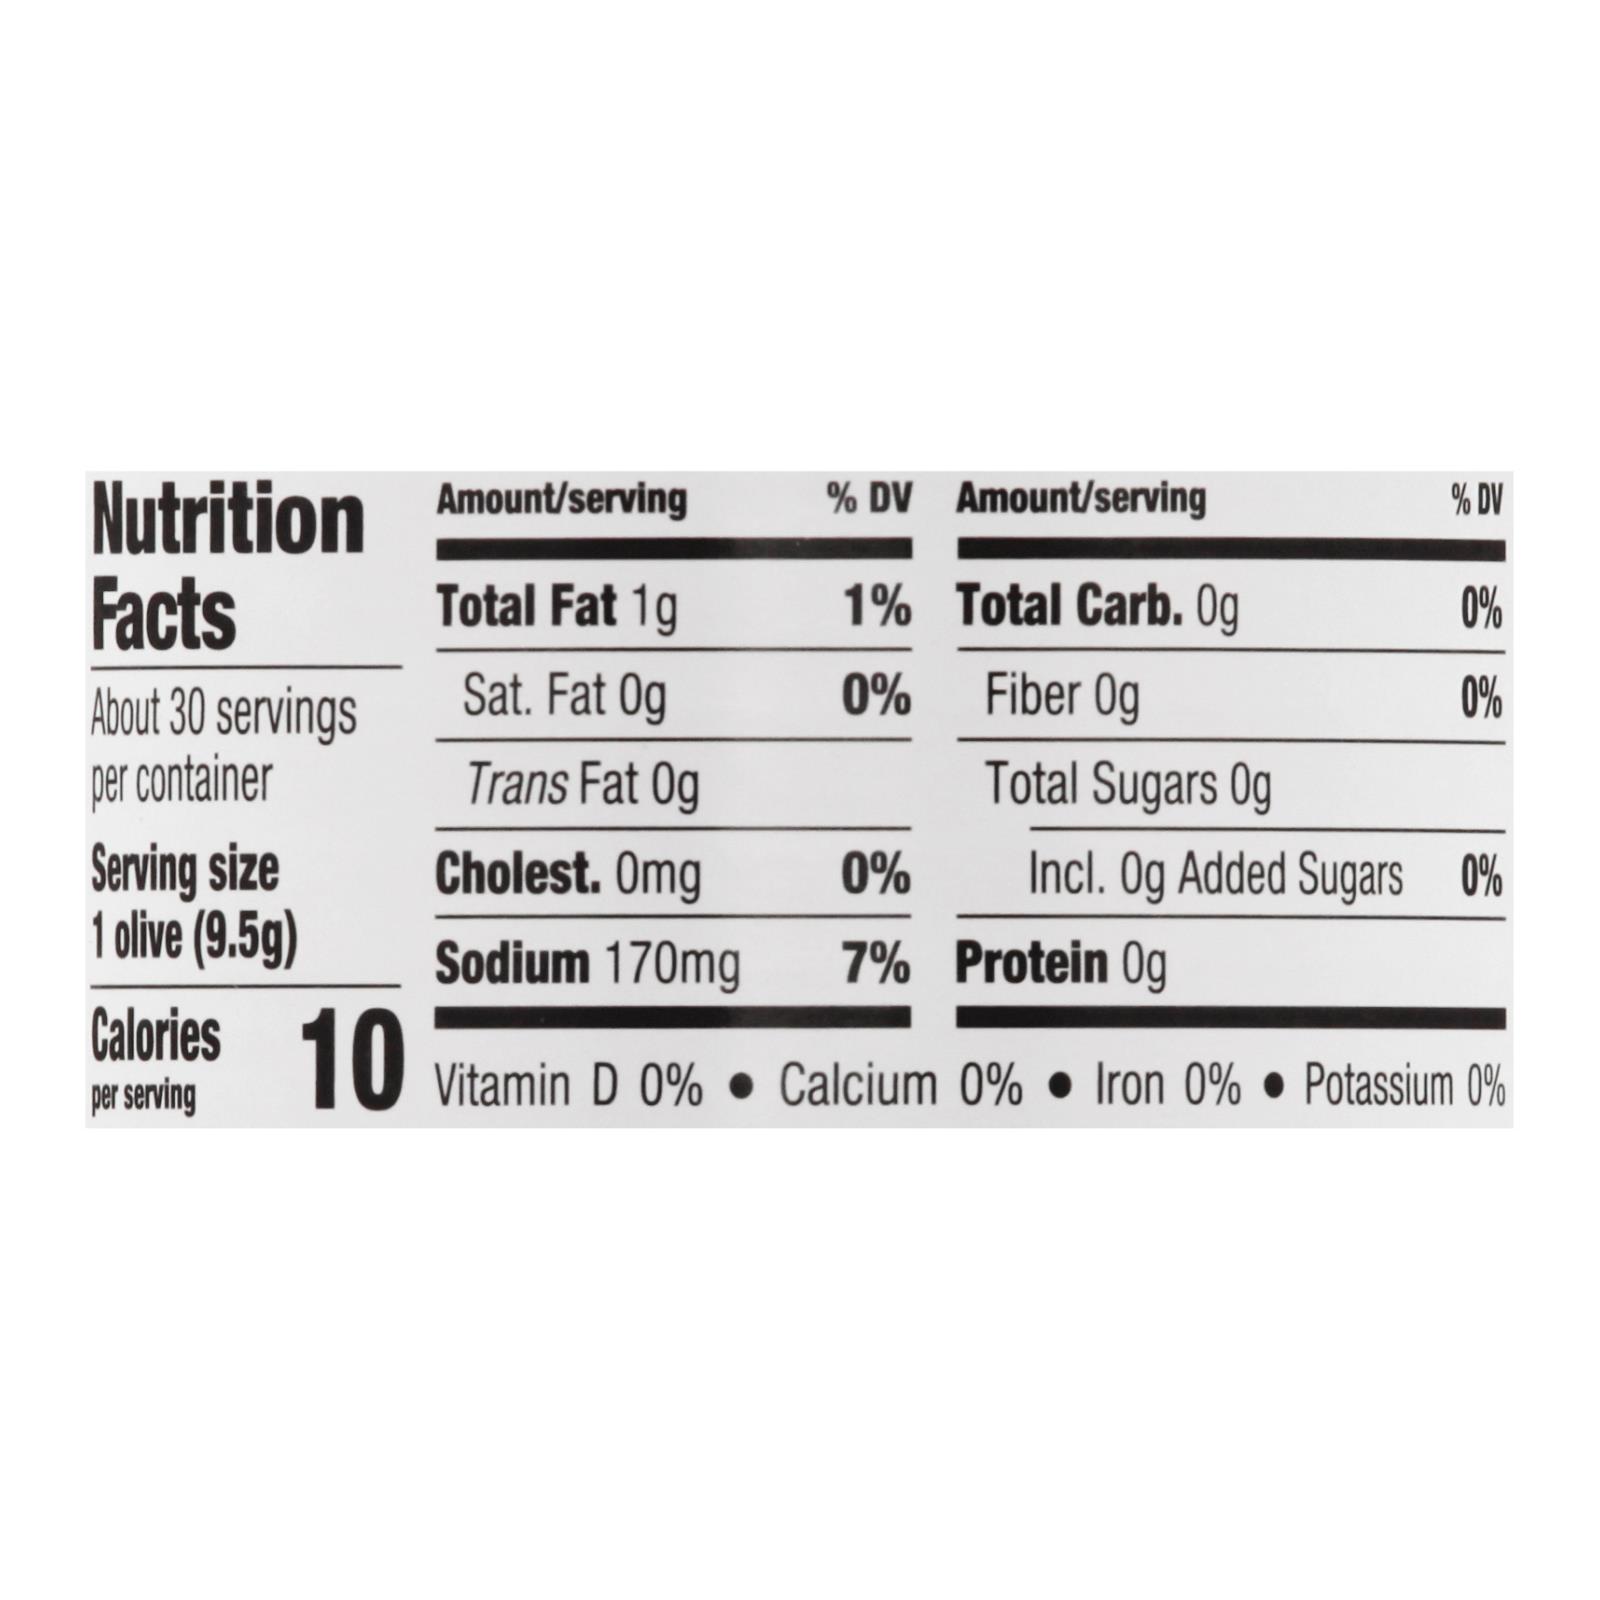 Nutrition
Facts
About 30 servings
per container
Serving size
1 olive (9.5g)
Calories 10
per serving
Amount/serving % DV
Total Fat 1g 1%
Sat. Fat 0g 0%
Trans Fat 0g
Cholest. 0mg 0%
Sodium 170mg 7%
Amount/serving % DV
Total Carb. 0g 0%
Fiber 0g 0%
Total Sugars 0g
Incl. 0g Added Sugars 0%
Protein 0g
Vitamin D 0% • Calcium 0% • Iron 0% • Potassium 0%